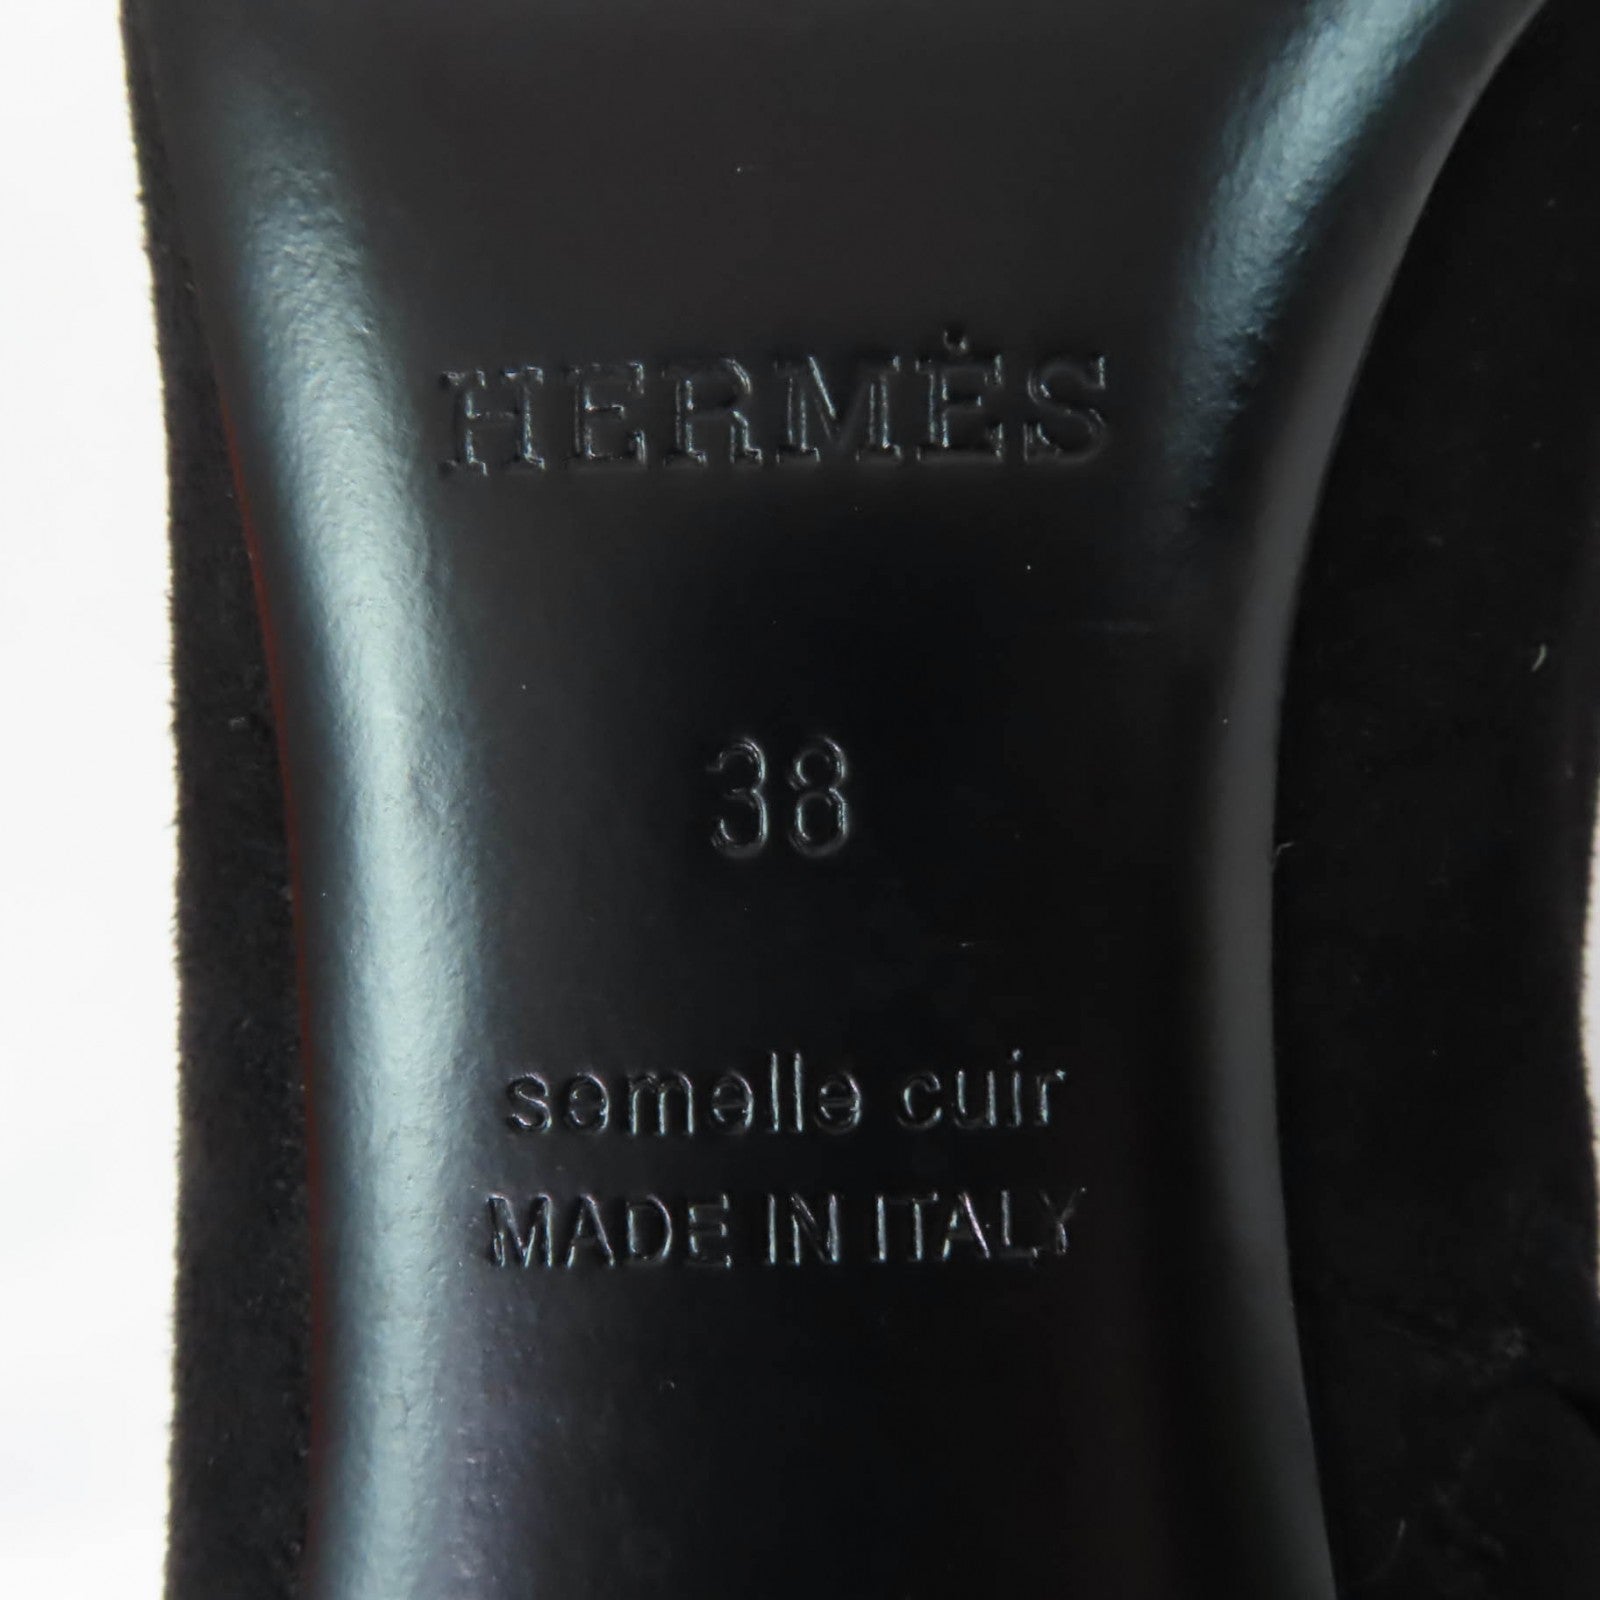 HERMÈS
38
semelle cuir
MADE IN ITALY